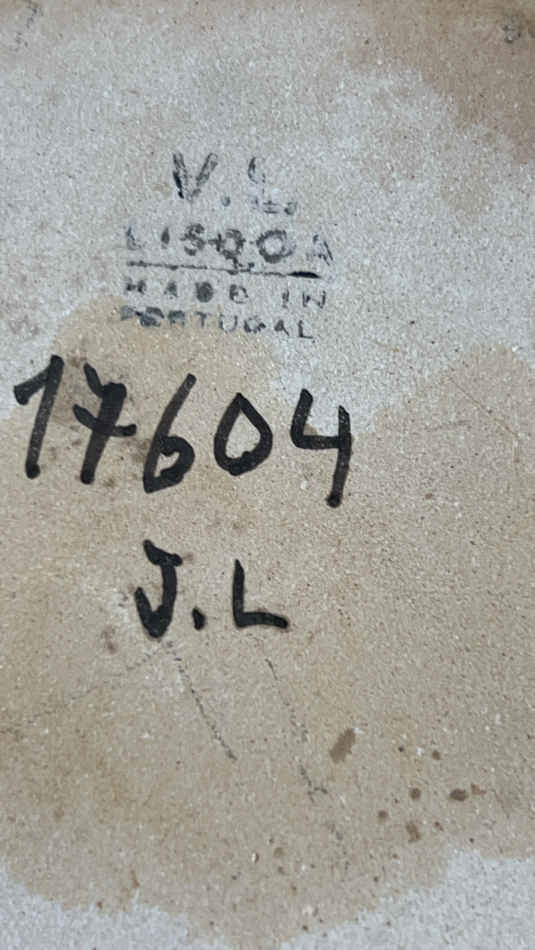 V.L.
LISBOA
MADE IN
PORTUGAL
17604
J.L